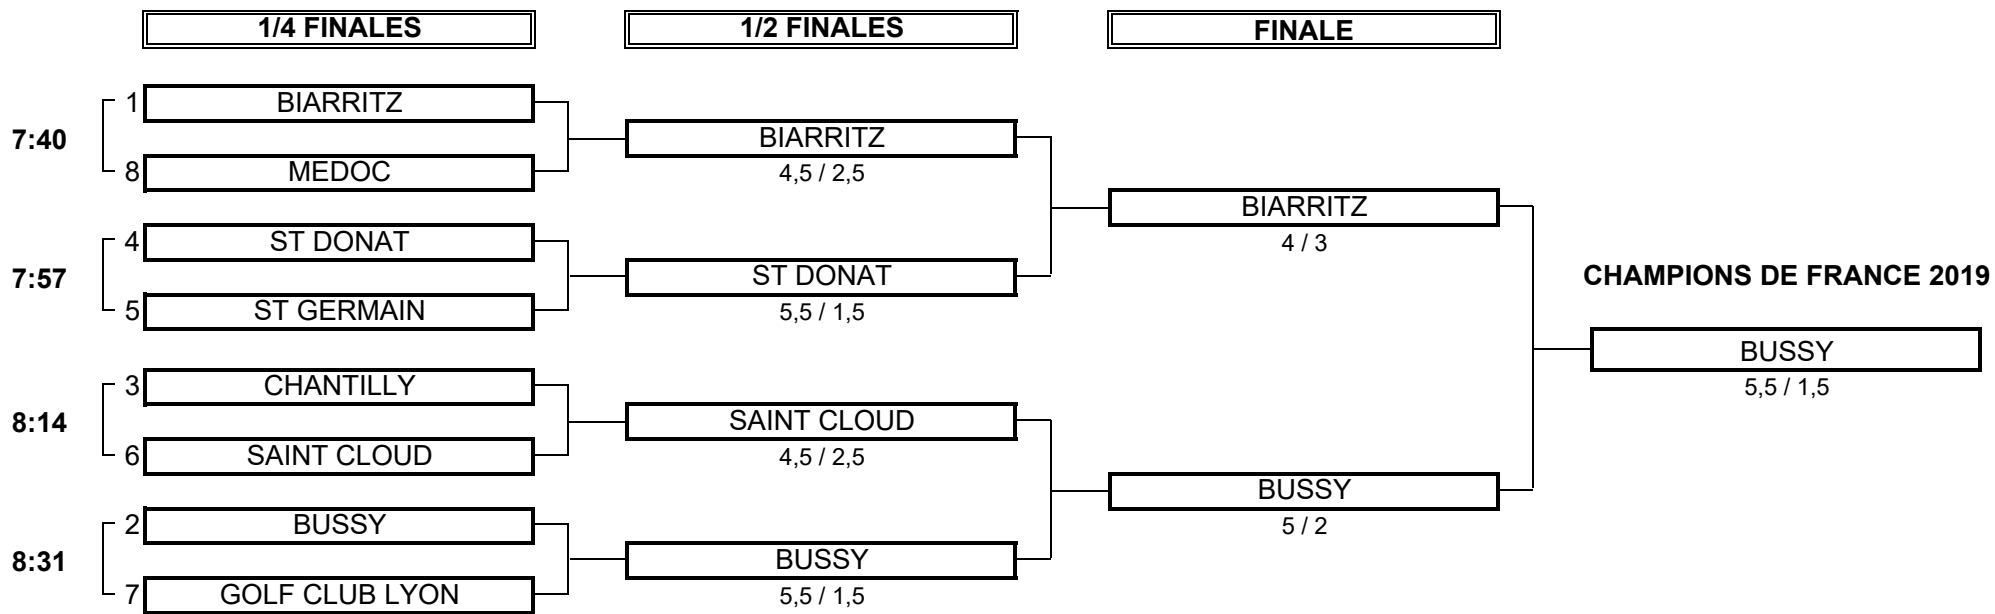 1/4 FINALES
1/2 FINALES
FINALE
7:40
1 BIARRITZ
8 MEDOC
7:57
4 ST DONAT
5 ST GERMAIN
8:14
3 CHANTILLY
6 SAINT CLOUD
8:31
2 BUSSY
7 GOLF CLUB LYON
BIARRITZ
4,5 / 2,5
ST DONAT
5,5 / 1,5
SAINT CLOUD
4,5 / 2,5
BUSSY
5,5 / 1,5
BIARRITZ
4 / 3
BUSSY
5 / 2
CHAMPIONS DE FRANCE 2019
BUSSY
5,5 / 1,5